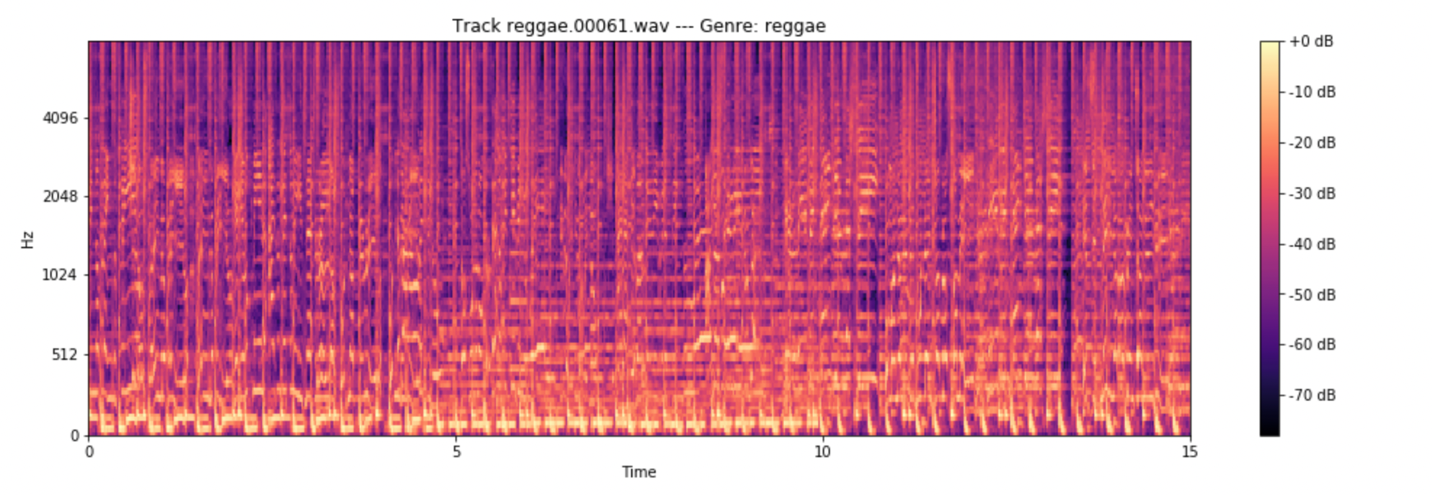 Track reggae.00061.wav --- Genre: reggae
+0 dB
-10 dB
-20 dB
-30 dB
-40 dB
-50 dB
-60 dB
-70 dB
Hz
4096
2048
1024
512
0
0 5 10 15
Time